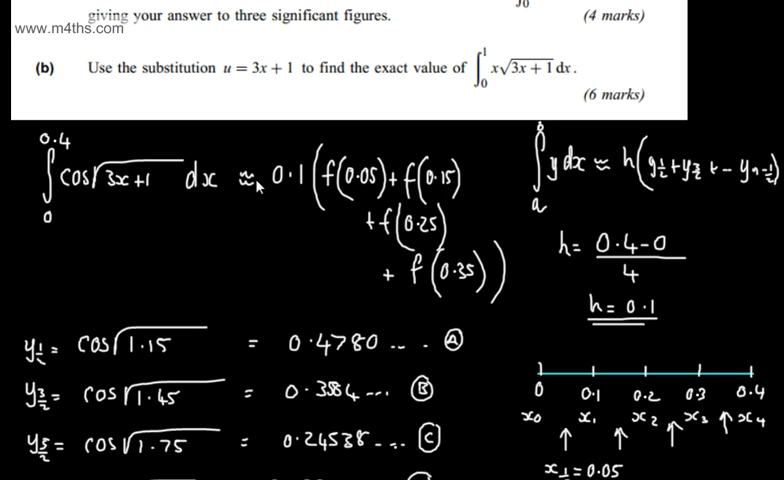 giving your answer to three significant figures.
(4 marks)
www.m4ths.com
(b) Use the substitution u = 3x + 1 to find the exact value of ∫₀¹ x√(3x + 1) dx.
(6 marks)
∫₀^0.4 cos√(3x+1) dx ≈ 0.1 (f(0.05) + f(0.15)
+ f(0.25)
+ f(0.35))
∫ₐᵇ y dx ≈ h(y½ + y3/2 + - yn-½)
h = (0.4-0)/4
h = 0.1
y½ = cos√1.15 = 0.4780 ... Ⓐ
y3/2 = cos√1.45 = Ⓑ
y5/2 = cos√1.75 = 0.24538 ... Ⓒ
0 0.1 0.2 0.3 0.4
x₀ x₁ x₂ x₃ x₄
x½ = 0.05